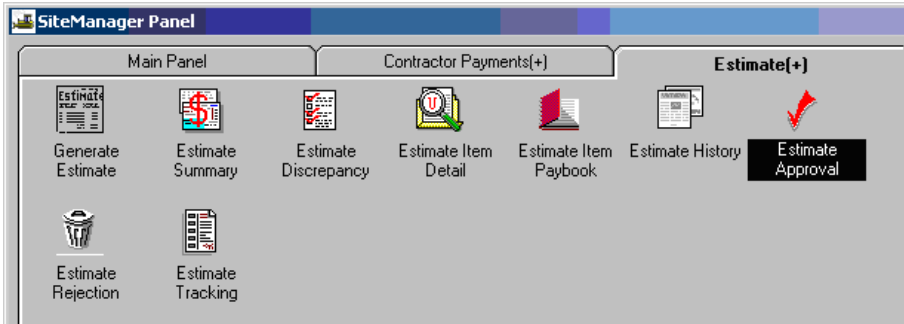 SiteManager Panel
Main Panel
Contractor Payments(+)
Estimate(+)
Estimate
Generate
Estimate
Estimate
Summary
Estimate
Discrepancy
Estimate Item
Detail
Estimate Item
Paybook
Estimate History
Estimate
Approval
Estimate
Rejection
Estimate
Tracking